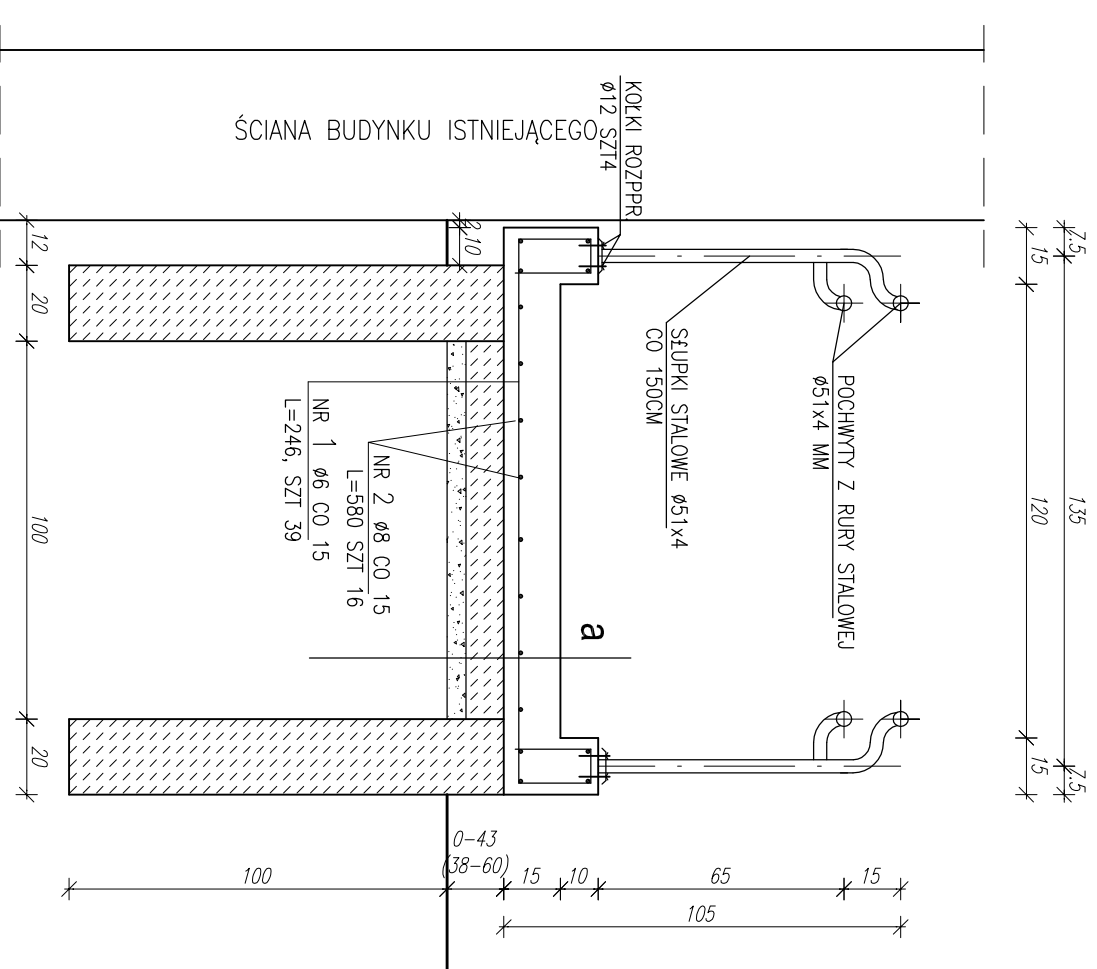 ŚCIANA BUDYNKU ISTNIEJĄCEGO
KOŁKI ROZPPR.
ø12 SZT4
POCHWYTY Z RURY STALOWEJ
ø51x4 MM
SŁUPKI STALOWE ø51x4
CO 150CM
NR 2 ø8 CO 15
L=580 SZT 16
NR 1 ø6 CO 15
L=246, SZT 39
a
7.5
135
7.5
15
120
15
2
10
12
20
100
20
100
0-43
(38-60)
15
10
65
15
105